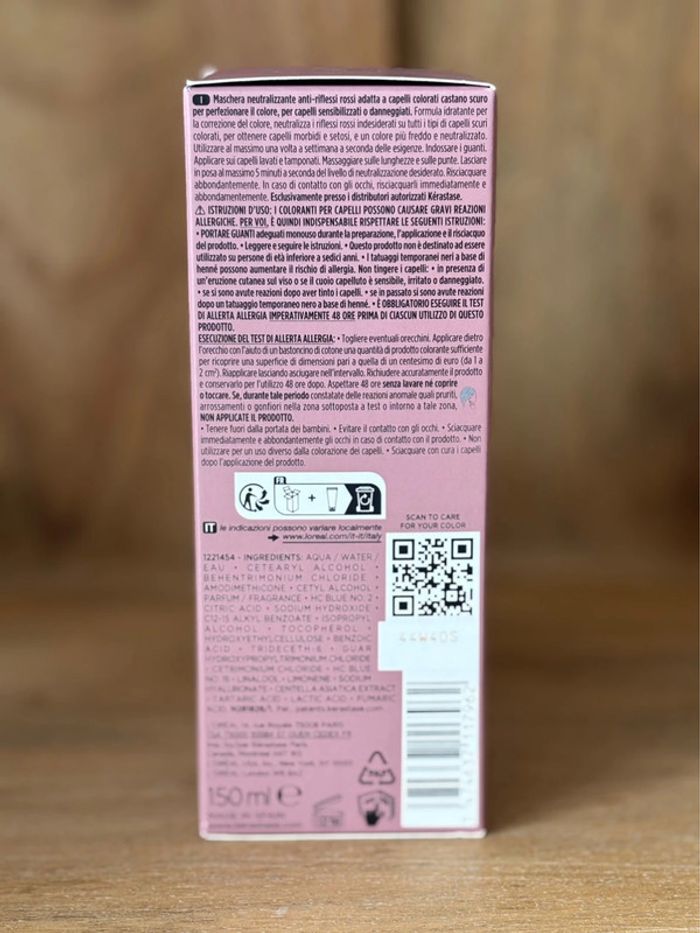 I Maschera neutralizzante anti-riflessi rossi adatta a capelli colorati castano scuro
per perfezionare il colore, per capelli sensibilizzati o danneggiati. Formula idratante per
la correzione del colore, neutralizza i riflessi rossi indesiderati su tutti i tipi di capelli scuri
colorati, per ottenere capelli morbidi e setosi, e un colore più freddo e neutralizzato.
Utilizzare al massimo una volta a settimana a seconda delle esigenze. Indossare i guanti.
Applicare sui capelli lavati e tamponati. Massaggiare sulle lunghezze e sulle punte. Lasciare
in posa al massimo 5 minuti a seconda del livello di neutralizzazione desiderato. Risciacquare
abbondantemente. In caso di contatto con gli occhi, risciacquarli immediatamente e
abbondantemente. Esclusivamente presso i distributori autorizzati Kérastase.
⚠ ISTRUZIONI D'USO: I COLORANTI PER CAPELLI POSSONO CAUSARE GRAVI REAZIONI
ALLERGICHE. PER VOI, È QUINDI INDISPENSABILE RISPETTARE LE SEGUENTI ISTRUZIONI:
• PORTARE GUANTI adeguati monouso durante la preparazione, l'applicazione e il risciacquo
del prodotto. • Leggere e seguire le istruzioni. • Questo prodotto non è destinato ad essere
utilizzato su persone di età inferiore a sedici anni. • I tatuaggi temporanei neri a base di
henné possono aumentare il rischio di allergia. Non tingere i capelli: • in presenza di
un'eruzione cutanea sul viso o se il cuoio capelluto è sensibile, irritato o danneggiato.
• se si sono avute reazioni dopo aver tinto i capelli. • se in passato si sono avute reazioni
dopo un tatuaggio temporaneo nero a base di henné. • È OBBLIGATORIO ESEGUIRE IL TEST
DI ALLERTA ALLERGIA IMPERATIVAMENTE 48 ORE PRIMA DI CIASCUN UTILIZZO DI QUESTO
PRODOTTO.
ESECUZIONE DEL TEST DI ALLERTA ALLERGIA: • Togliere eventuali orecchini. Applicare dietro
l'orecchio con l'aiuto di un bastoncino di cotone una quantità di prodotto colorante sufficiente
per ricoprire una superficie di dimensioni pari a quella di un centesimo di euro (da 1 a
2 cm²). Riapplicare lasciando asciugare nell'intervallo. Richiudere accuratamente il prodotto
e conservarlo per l'utilizzo 48 ore dopo. Aspettare 48 ore senza lavare né coprire
o toccare. Se, durante tale periodo constatate delle reazioni anomale quali prunti,
arrossamenti o gonfiori nella zona sottoposta a test o intorno a tale zona,
NON APPLICATE IL PRODOTTO.
• Tenere fuori dalla portata dei bambini. • Evitare il contatto con gli occhi. • Sciacquare
immediatamente e abbondantemente gli occhi in caso di contatto con il prodotto. • Non
utilizzare per un uso diverso dalla colorazione dei capelli. • Sciacquare con cura i capelli
dopo l'applicazione del prodotto.
FR
+
SCAN TO CARE
FOR YOUR COLOR
IT le indicazioni possono variare localmente
www.loreal.com/it-it/italy
1221454 - INGREDIENTS: AQUA / WATER /
EAU • CETEARYL ALCOHOL •
BEHENTRIMONIUM CHLORIDE •
AMODIMETHICONE • CETYL ALCOHOL •
PARFUM / FRAGRANCE • HC BLUE NO. 2 •
CITRIC ACID • SODIUM HYDROXIDE •
C12-15 ALKYL BENZOATE • ISOPROPYL
ALCOHOL • TOCOPHEROL •
HYDROXYETHYLCELLULOSE • BENZOIC
ACID • TRIDECETH-6 • GUAR
HYDROXYPROPYLTRIMONIUM CHLORIDE
• CETRIMONIUM CHLORIDE • HC BLUE
NO. 15 • LINALOOL • LIMONENE • SODIUM
HYALURONATE • CENTELLA ASIATICA EXTRACT
• TARTARIC ACID • LACTIC ACID • FUMARIC
ACID. Pat.: patents.kerastase.com
44W40S
L'ORÉAL, 14, rue Royale 75008 PARIS
150 ml e
MADE IN SPAIN